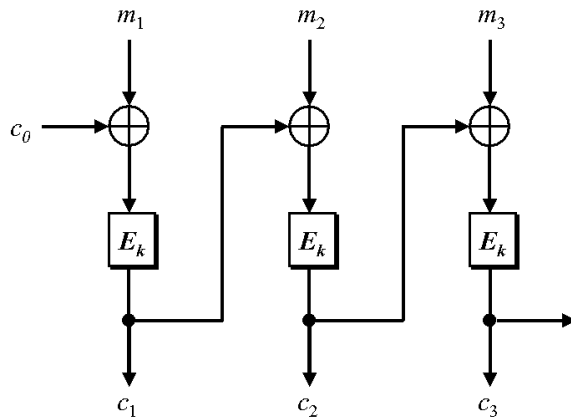 m₁ m₂ m₃
c₀
Eₖ Eₖ Eₖ
c₁ c₂ c₃